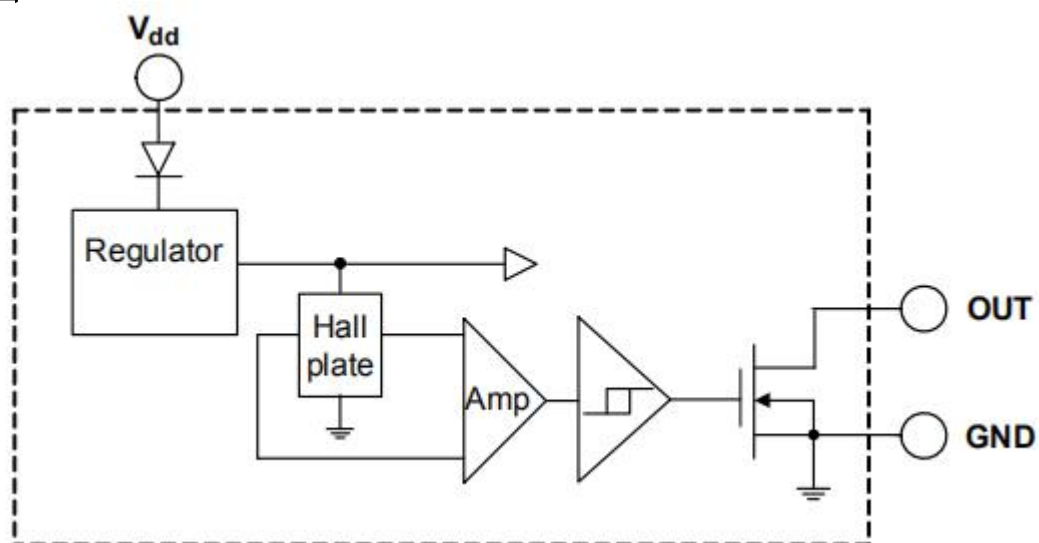 Vdd
Regulator
Hall
plate
Amp
OUT
GND